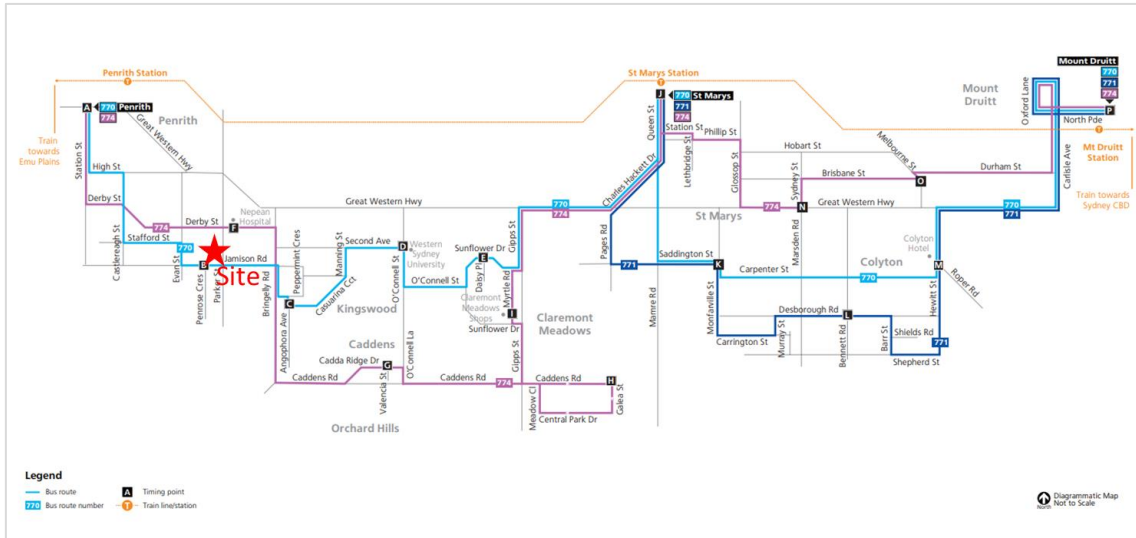 Penrith Station
St Marys Station
Mount Druitt
770
771
774
A
770 Penrith
774
Penrith
Great Western Hwy
J
770 St Marys
771
774
Mount
Druitt
Oxford Lane
P
North Pde
Train
towards
Emu Plains
Station St
High St
Queen St
Station St
Phillip St
Lethbridge St
Glossop St
Hobart St
Melbourne St
Mt Druitt
Station
Durham St
Carlisle Ave
Charles Hackett Dr
Sydney St
Brisbane St
O
Train towards
Sydney CBD
Derby St
774
Derby St
Nepean
Hospital
F
Great Western Hwy
770
774
St Marys
774
N
Great Western Hwy
770
771
Castlereagh St
Stafford St
770
Evan St
B
Site
Jamison Rd
Penrose Cres
Parker St
Bringelly Rd
Peppermint Cres
Manning St
Second Ave
D
Western
Sydney
University
O'Connell St
Sunflower Dr
E
Gipps St
Pages Rd
Saddington St
K
771
Marsden Rd
Colyton
Colyton
Hotel
M
Carpenter St
770
Roper Rd
C
Casuarina Cct
O'Connell St
Daisy Pl
Myrtle Rd
Claremont
Meadows
Shops
I
Sunflower Dr
Kingswood
Claremont
Meadows
Mamre Rd
Monfarville St
Desborough Rd
L
Hewitt St
Angophora Ave
Caddens
O'Connell La
Carrington St
Murray St
Bennett Rd
Barr St
Shields Rd
771
Shepherd St
Cadda Ridge Dr
G
Gipps St
Caddens Rd
Valencia St
Caddens Rd
774
Caddens Rd
H
Galea St
Meadow Cl
Central Park Dr
Orchard Hills
Legend
Bus route
A Timing point
770 Bus route number
T Train line/station
North
Diagrammatic Map
Not to Scale